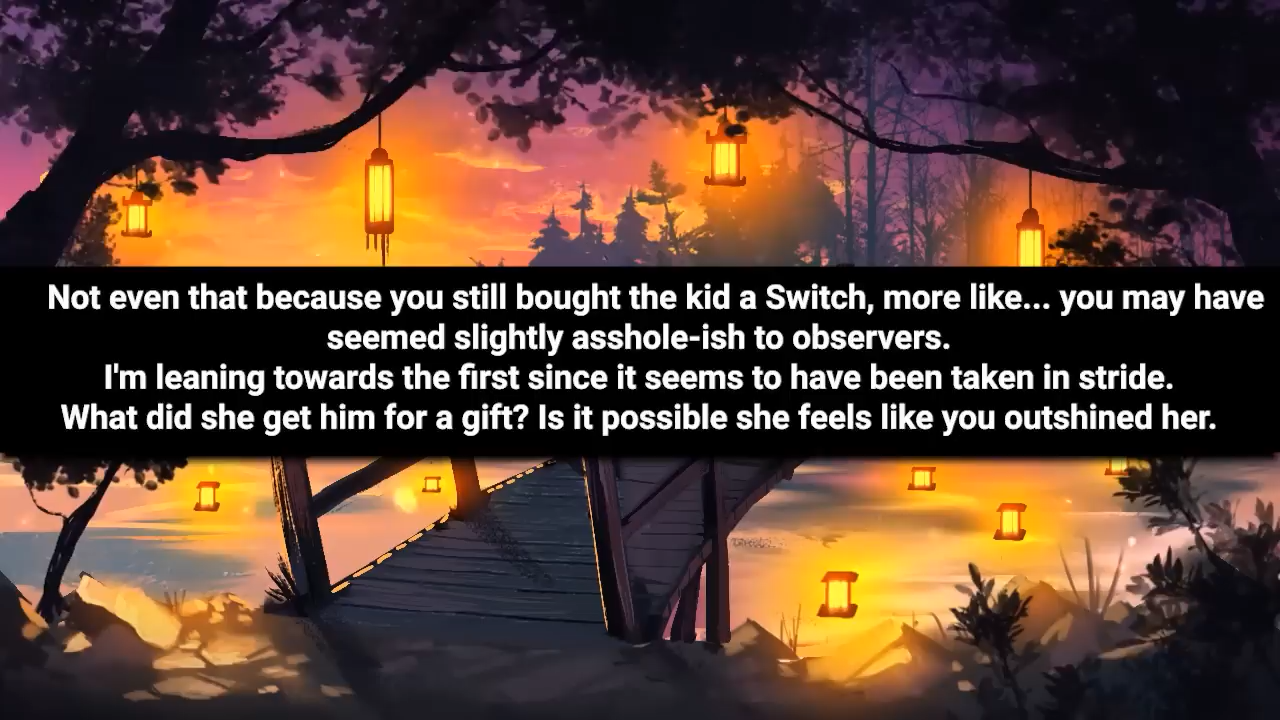 Not even that because you still bought the kid a Switch, more like... you may have
seemed slightly asshole-ish to observers.
I'm leaning towards the first since it seems to have been taken in stride.
What did she get him for a gift? Is it possible she feels like you outshined her.